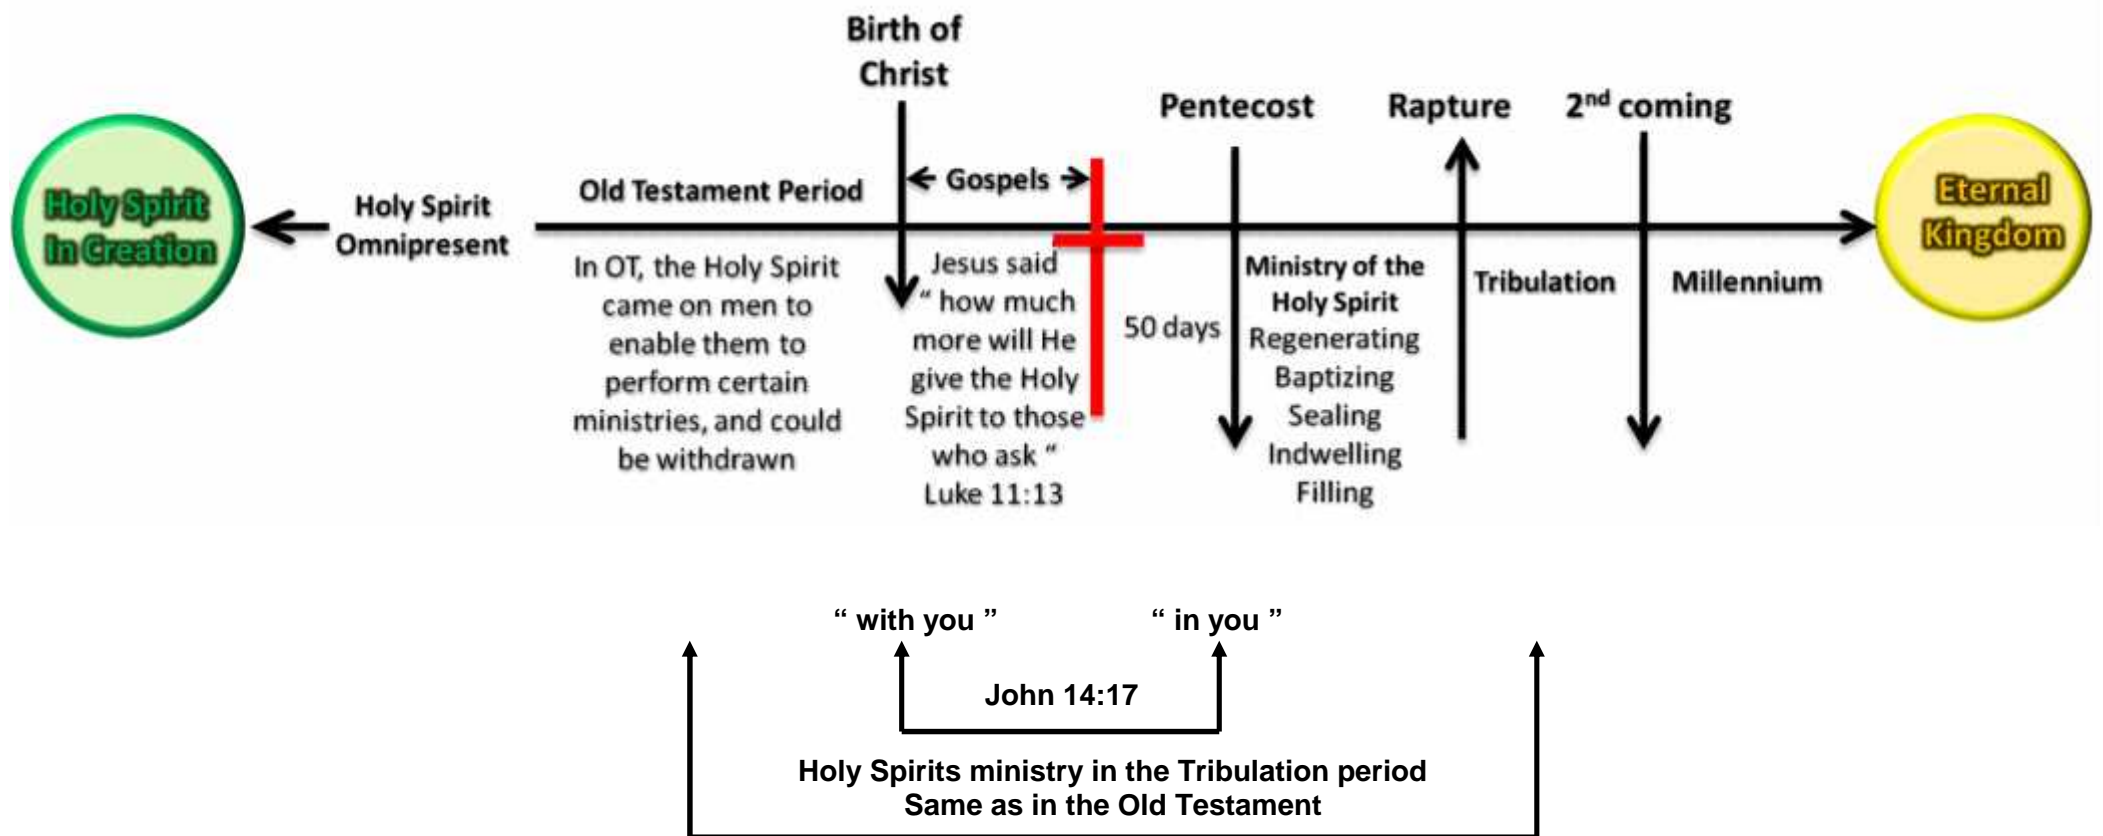 Birth of
Christ
Pentecost
Rapture
2nd coming
Holy Spirit
In Creation
Holy Spirit
Omnipresent
Old Testament Period
Gospels
Eternal
Kingdom
In OT, the Holy Spirit
came on men to
enable them to
perform certain
ministries, and could
be withdrawn
Jesus said
“ how much
more will He
give the Holy
Spirit to those
who ask “
Luke 11:13
50 days
Ministry of the
Holy Spirit
Regenerating
Baptizing
Sealing
Indwelling
Filling
Tribulation
Millennium
“ with you ”
“ in you ”
John 14:17
Holy Spirits ministry in the Tribulation period
Same as in the Old Testament